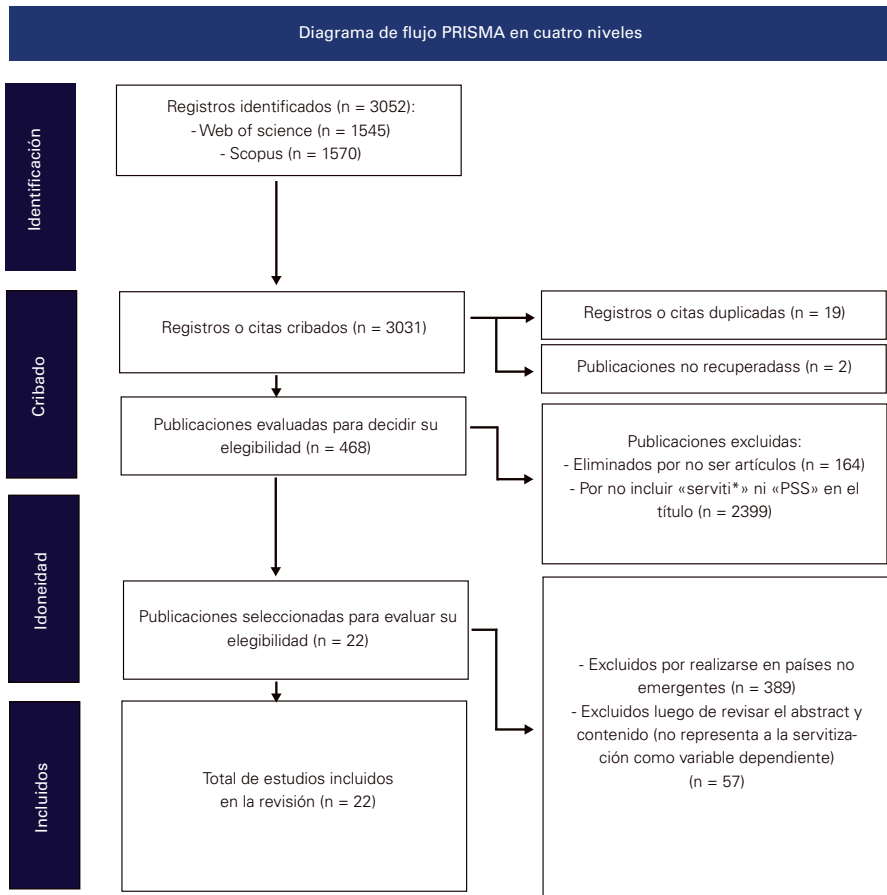 Diagrama de flujo PRISMA en cuatro niveles
Identificación
Registros identificados (n = 3052):
- Web of science (n = 1545)
- Scopus (n = 1570)
Cribado
Registros o citas cribados (n = 3031)
Registros o citas duplicadas (n = 19)
Publicaciones no recuperadass (n = 2)
Publicaciones evaluadas para decidir su
elegibilidad (n = 468)
Publicaciones excluidas:
- Eliminados por no ser artículos (n = 164)
- Por no incluir «serviti*» ni «PSS» en el
título (n = 2399)
Idoneidad
Publicaciones seleccionadas para evaluar su
elegibilidad (n = 22)
- Excluidos por realizarse en países no
emergentes (n = 389)
- Excluidos luego de revisar el abstract y
contenido (no representa a la servitiza-
ción como variable dependiente)
(n = 57)
Incluidos
Total de estudios incluidos
en la revisión (n = 22)